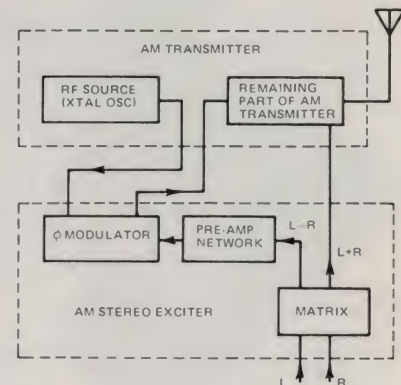 AM TRANSMITTER
RF SOURCE
(XTAL OSC)
REMAINING
PART OF AM
TRANSMITTER
ɸ MODULATOR
PRE-AMP
NETWORK
L–R
L+R
AM STEREO EXCITER
MATRIX
L
R